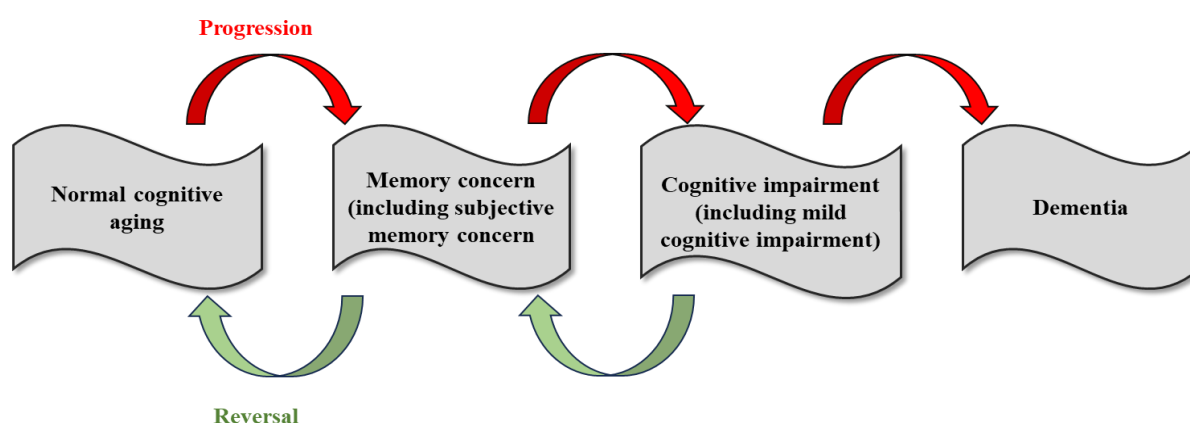 Progression
Normal cognitive
aging
Memory concern
(including subjective
memory concern
Cognitive impairment
(including mild
cognitive impairment)
Dementia
Reversal